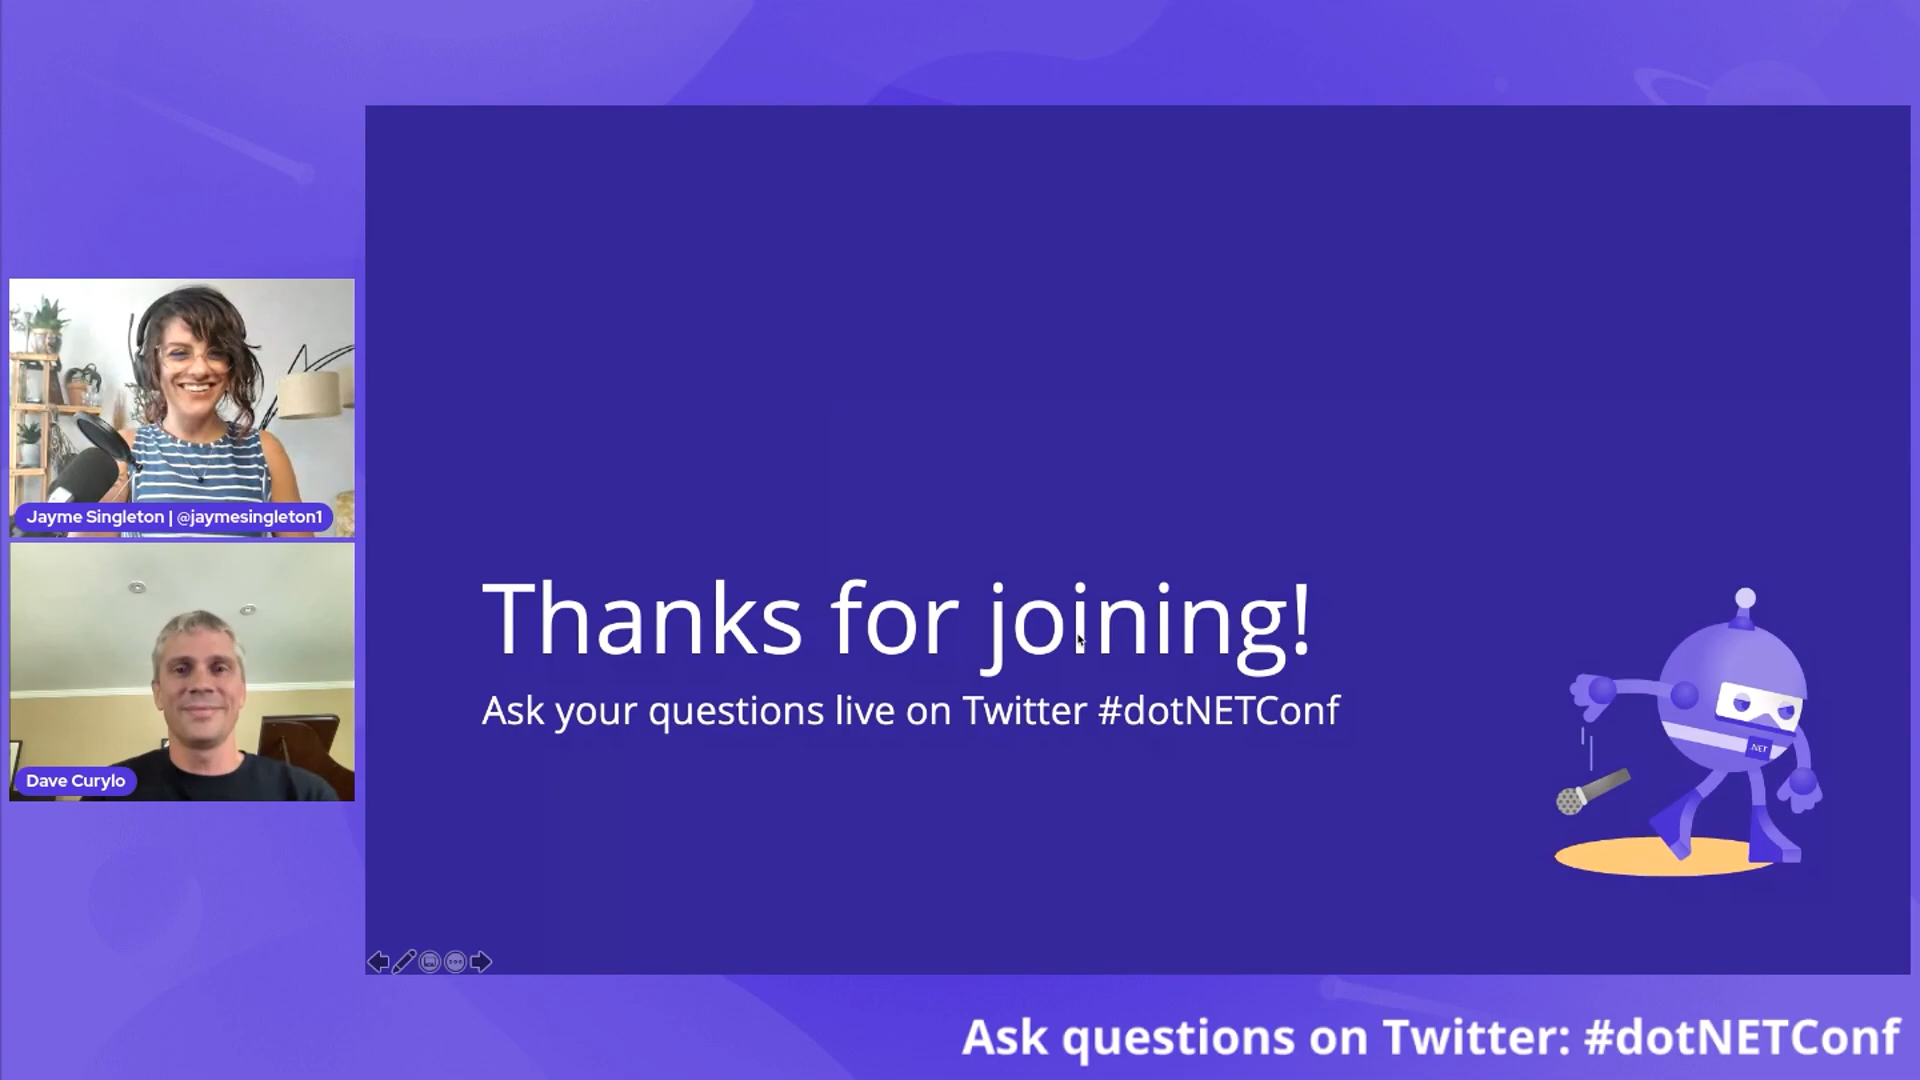 Jayme Singleton | @jaymesingleton1
Dave Curylo
Thanks for joining!
Ask your questions live on Twitter #dotNETConf
.NET
Ask questions on Twitter: #dotNETConf